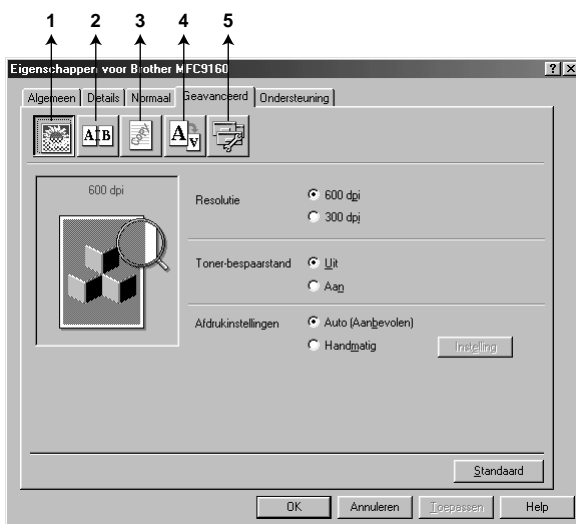 1 2 3 4 5
Eigenschappen voor Brother MFC9160
Algemeen Details Normaal Geavanceerd Ondersteuning
A B COPY A A
600 dpi
Resolutie
600 dpi
300 dpi
Toner-bespaarstand
Uit
Aan
Afdrukinstellingen
Auto (Aanbevolen)
Handmatig
Instelling
Standaard
OK Annuleren Toepassen Help